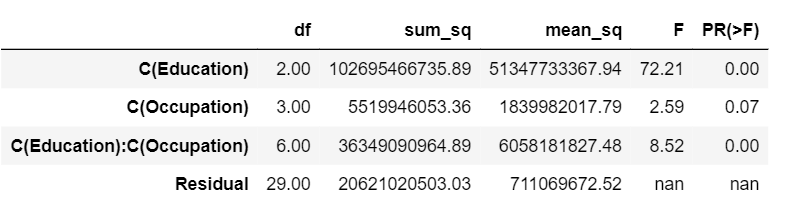 df sum_sq mean_sq F PR(>F)
C(Education) 2.00 102695466735.89 51347733367.94 72.21 0.00
C(Occupation) 3.00 5519946053.36 1839982017.79 2.59 0.07
C(Education):C(Occupation) 6.00 36349090964.89 6058181827.48 8.52 0.00
Residual 29.00 20621020503.03 711069672.52 nan nan